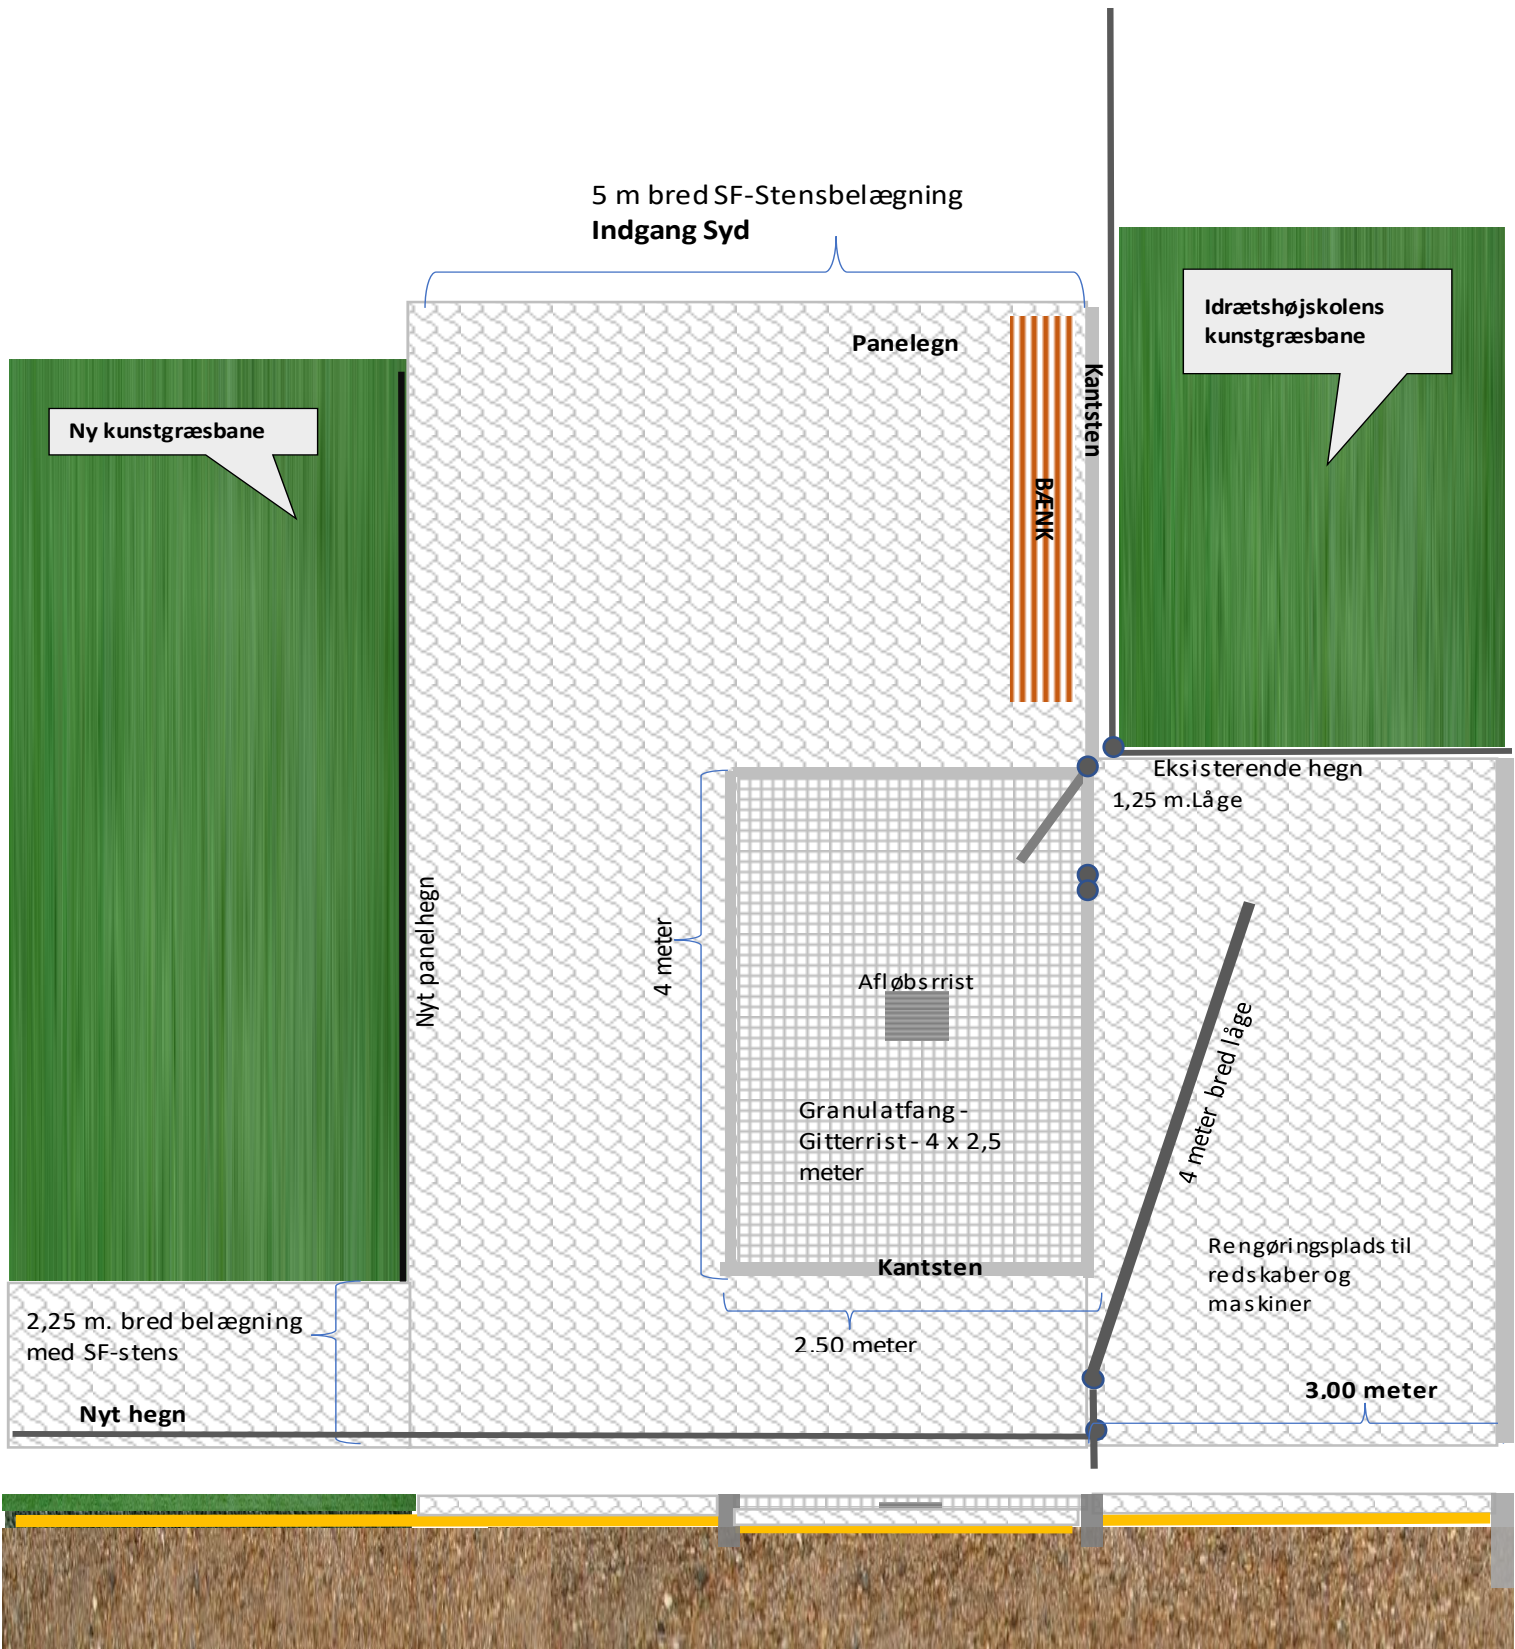 5 m bred SF-Stensbelægning
Indgang Syd
Panelegn
Kantsten
BÆNK
Idrætshøjskolens
kunstgræsbane
Ny kunstgræsbane
Eksisterende hegn
1,25 m.Låge
Nyt panelhegn
4 meter
Afløbsrrist
4 meter bred låge
Granulatfang -
Gitterrist - 4 x 2,5
meter
Rengøringsplads til
redskaber og
maskiner
Kantsten
2,25 m. bred belægning
med SF-stens
2.50 meter
3,00 meter
Nyt hegn